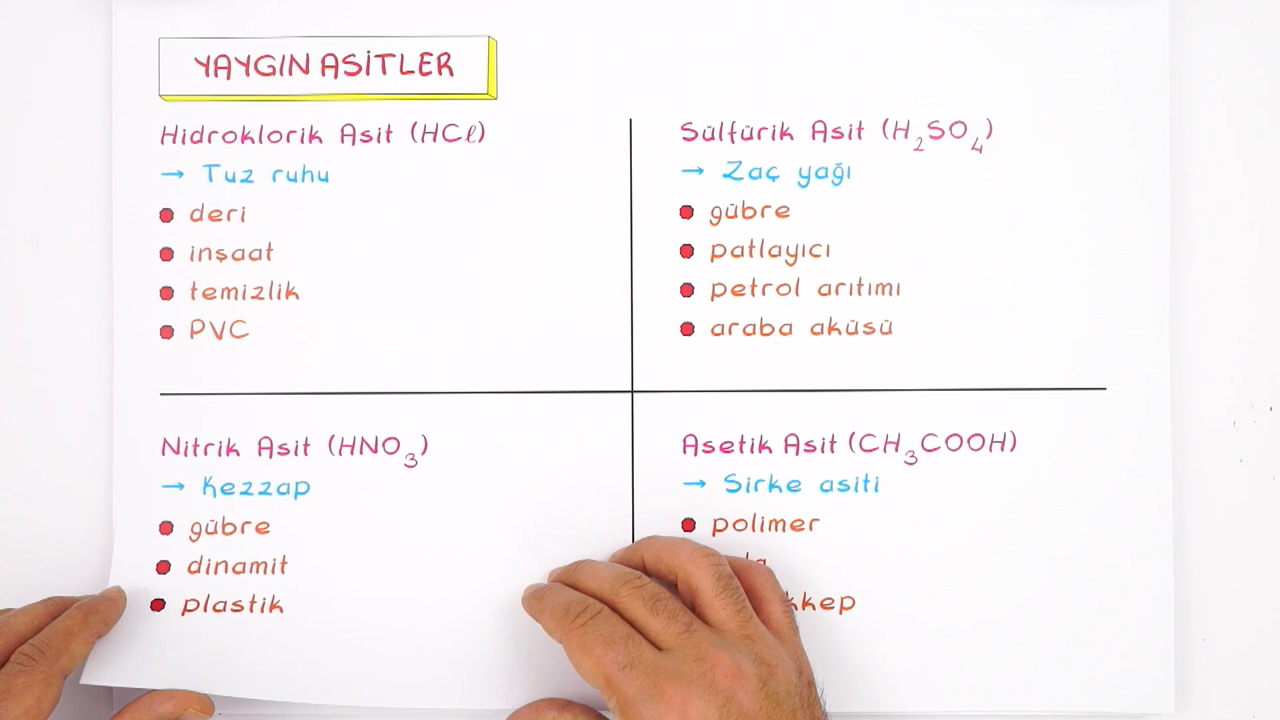 YAYGIN ASİTLER
Hidroklorik Asit (HCl)
→ Tuz ruhu
deri
inşaat
temizlik
PVC
Sülfürik Asit (H₂SO₄)
→ Zaç yağı
gübre
patlayıcı
petrol arıtımı
araba aküsü
Nitrik Asit (HNO₃)
→ Kezzap
gübre
dinamit
plastik
Asetik Asit (CH₃COOH)
→ Sirke asiti
polimer